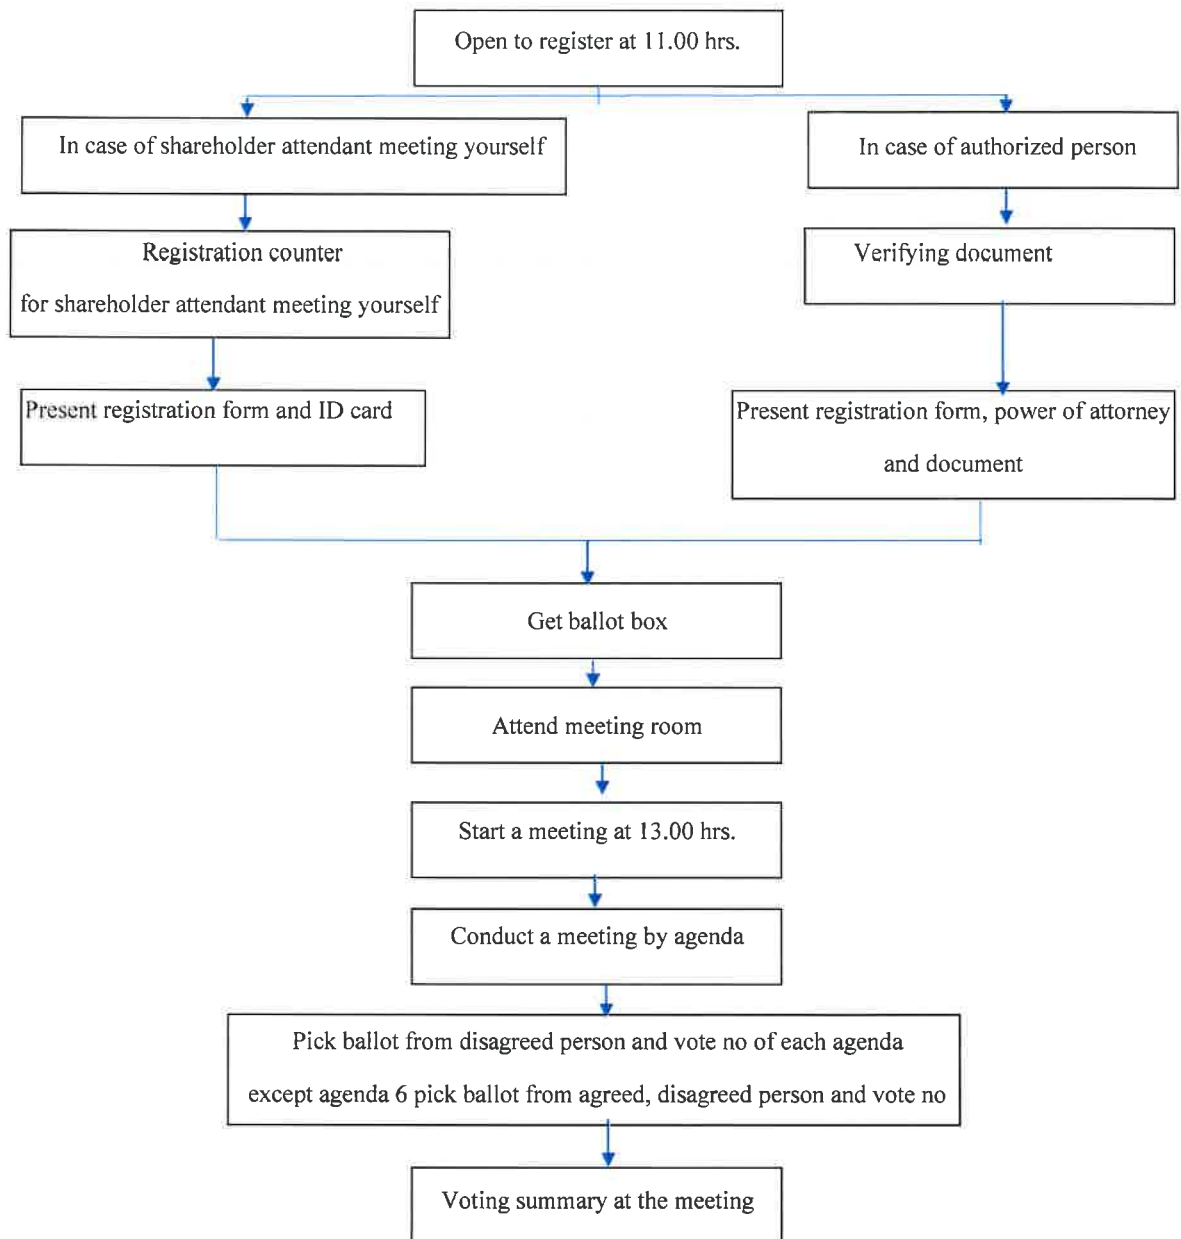 Open to register at 11.00 hrs.
In case of shareholder attendant meeting yourself
In case of authorized person
Registration counter
for shareholder attendant meeting yourself
Verifying document
Present registration form and ID card
Present registration form, power of attorney
and document
Get ballot box
Attend meeting room
Start a meeting at 13.00 hrs.
Conduct a meeting by agenda
Pick ballot from disagreed person and vote no of each agenda
except agenda 6 pick ballot from agreed, disagreed person and vote no
Voting summary at the meeting